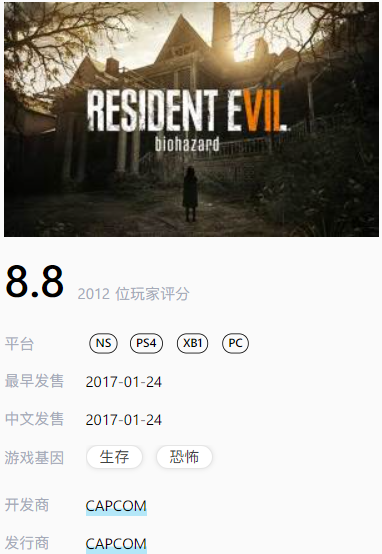 RESIDENT EVII.
biohazard
8.8 2012 位玩家评分
平台 NS PS4 XB1 PC
最早发售 2017-01-24
中文发售 2017-01-24
游戏基因 生存 恐怖
开发商 CAPCOM
发行商 CAPCOM